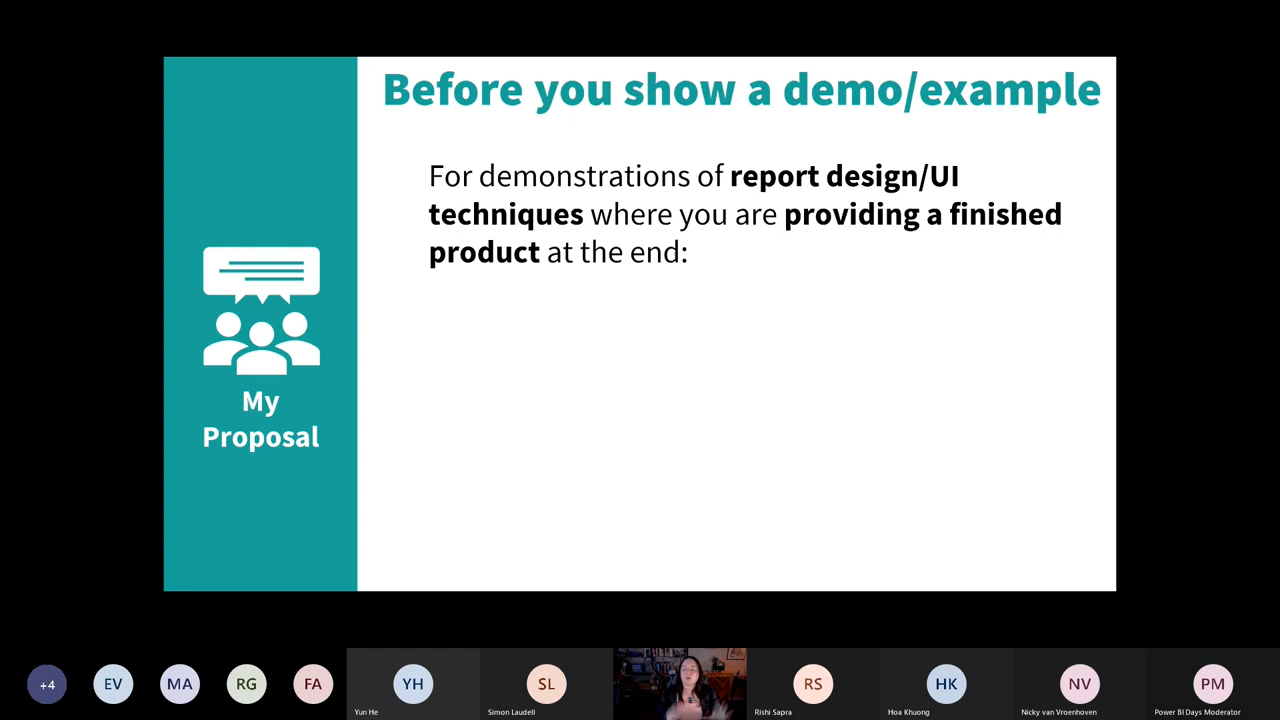 Before you show a demo/example
For demonstrations of report design/UI
techniques where you are providing a finished
product at the end:
My
Proposal
+4
EV
MA
RG
FA
YH
Yun He
SL
Simon Laudell
RS
Rishi Sapra
HK
Hoa Khuong
NV
Nicky van Vroenhoven
PM
Power BI Days Moderator